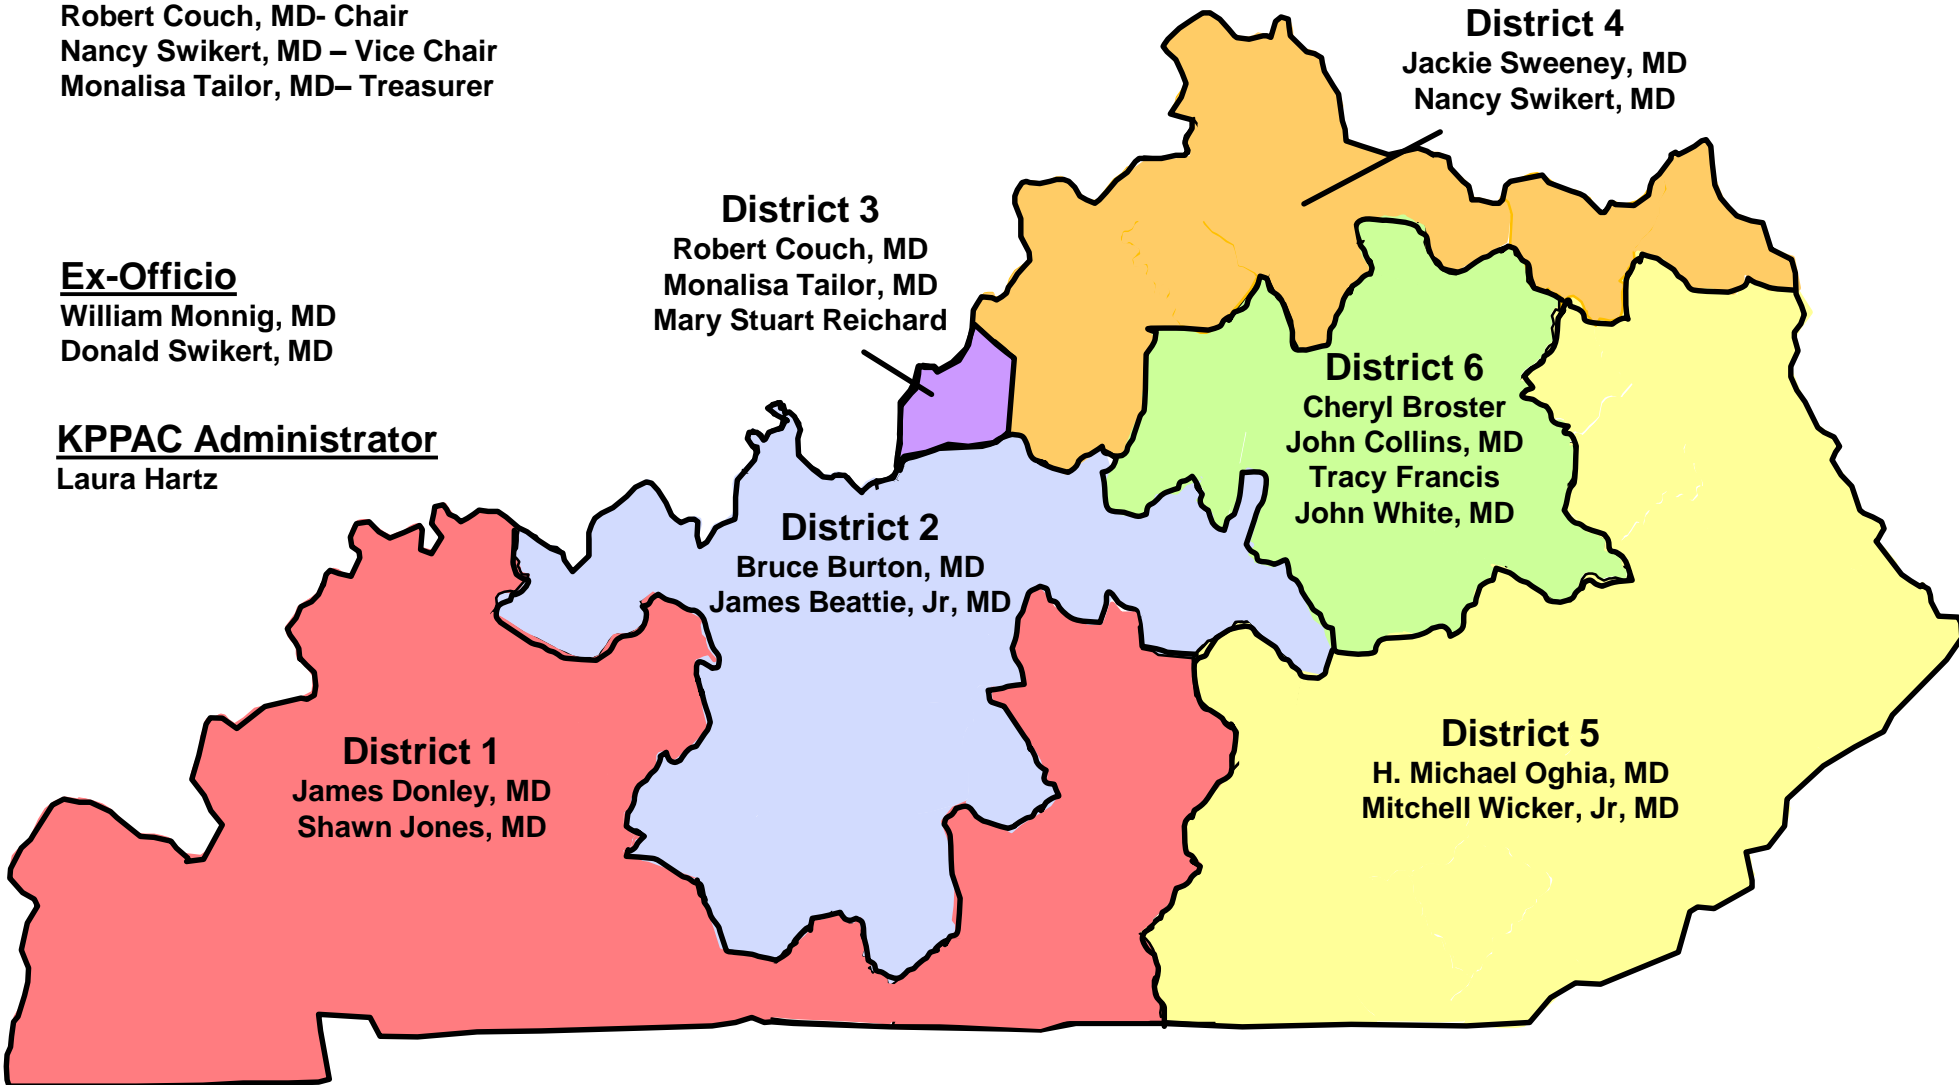 Robert Couch, MD- Chair
Nancy Swikert, MD – Vice Chair
Monalisa Tailor, MD– Treasurer
Ex-Officio
William Monnig, MD
Donald Swikert, MD
KPPAC Administrator
Laura Hartz
District 4
Jackie Sweeney, MD
Nancy Swikert, MD
District 3
Robert Couch, MD
Monalisa Tailor, MD
Mary Stuart Reichard
District 6
Cheryl Broster
John Collins, MD
Tracy Francis
John White, MD
District 2
Bruce Burton, MD
James Beattie, Jr, MD
District 1
James Donley, MD
Shawn Jones, MD
District 5
H. Michael Oghia, MD
Mitchell Wicker, Jr, MD